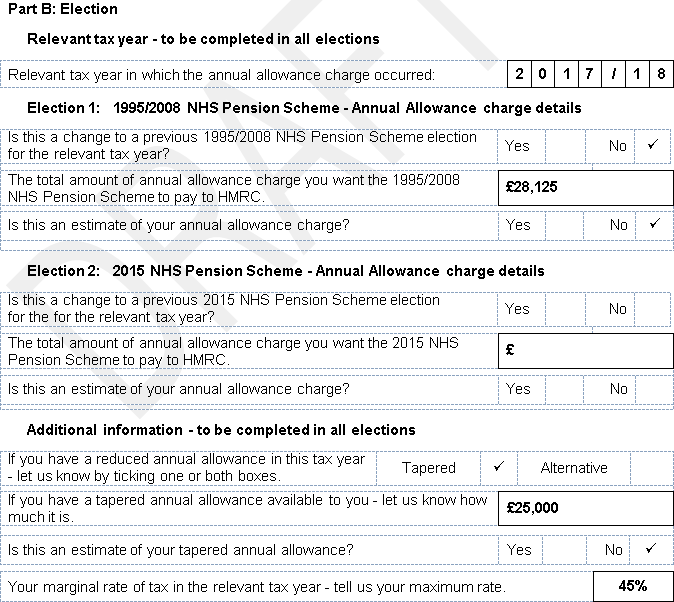 Part B: Election
Relevant tax year - to be completed in all elections
Relevant tax year in which the annual allowance charge occurred: 2 0 1 7 / 1 8
Election 1: 1995/2008 NHS Pension Scheme - Annual Allowance charge details
Is this a change to a previous 1995/2008 NHS Pension Scheme election
for the relevant tax year? Yes No ✓
The total amount of annual allowance charge you want the 1995/2008
NHS Pension Scheme to pay to HMRC. £28,125
Is this an estimate of your annual allowance charge? Yes No ✓
Election 2: 2015 NHS Pension Scheme - Annual Allowance charge details
Is this a change to a previous 2015 NHS Pension Scheme election
for the for the relevant tax year? Yes No
The total amount of annual allowance charge you want the 2015 NHS
Pension Scheme to pay to HMRC. £
Is this an estimate of your annual allowance charge? Yes No
Additional information - to be completed in all elections
If you have a reduced annual allowance in this tax year
- let us know by ticking one or both boxes. Tapered ✓ Alternative
If you have a tapered annual allowance available to you - let us know how
much it is. £25,000
Is this an estimate of your tapered annual allowance? Yes No ✓
Your marginal rate of tax in the relevant tax year - tell us your maximum rate. 45%
DRAFT